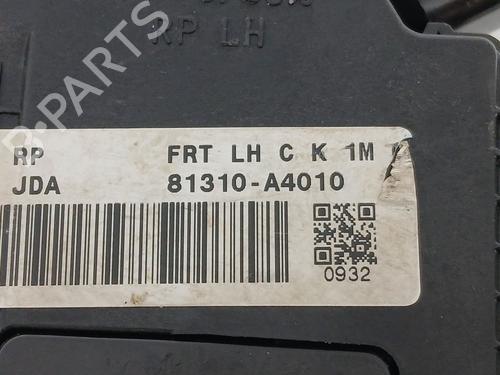 RP LH
RP FRT LH C K 1M
JDA 81310-A4010
0932
B-PARTS